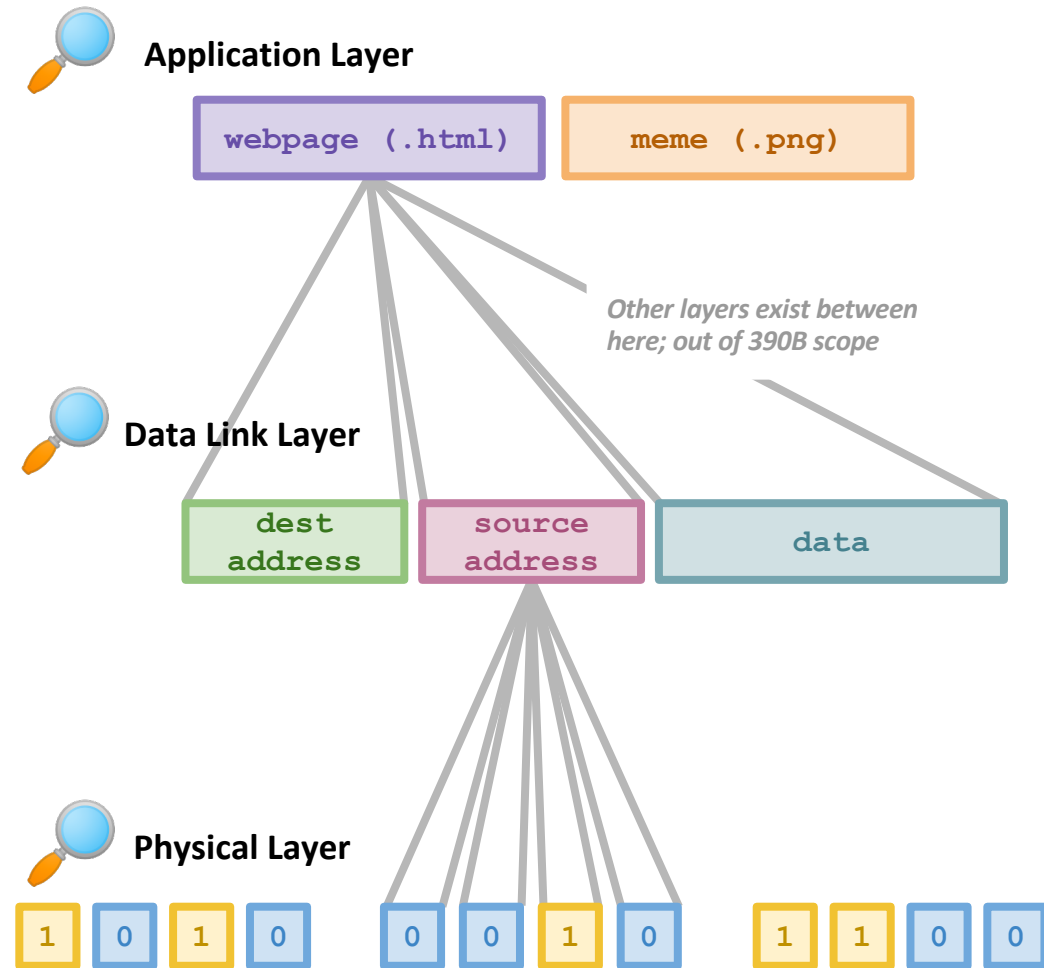 Application Layer
webpage (.html) meme (.png)
Other layers exist between
here; out of 390B scope
Data Link Layer
dest source
address address
data
Physical Layer
1 0 1 0 0 0 1 0 1 1 0 0